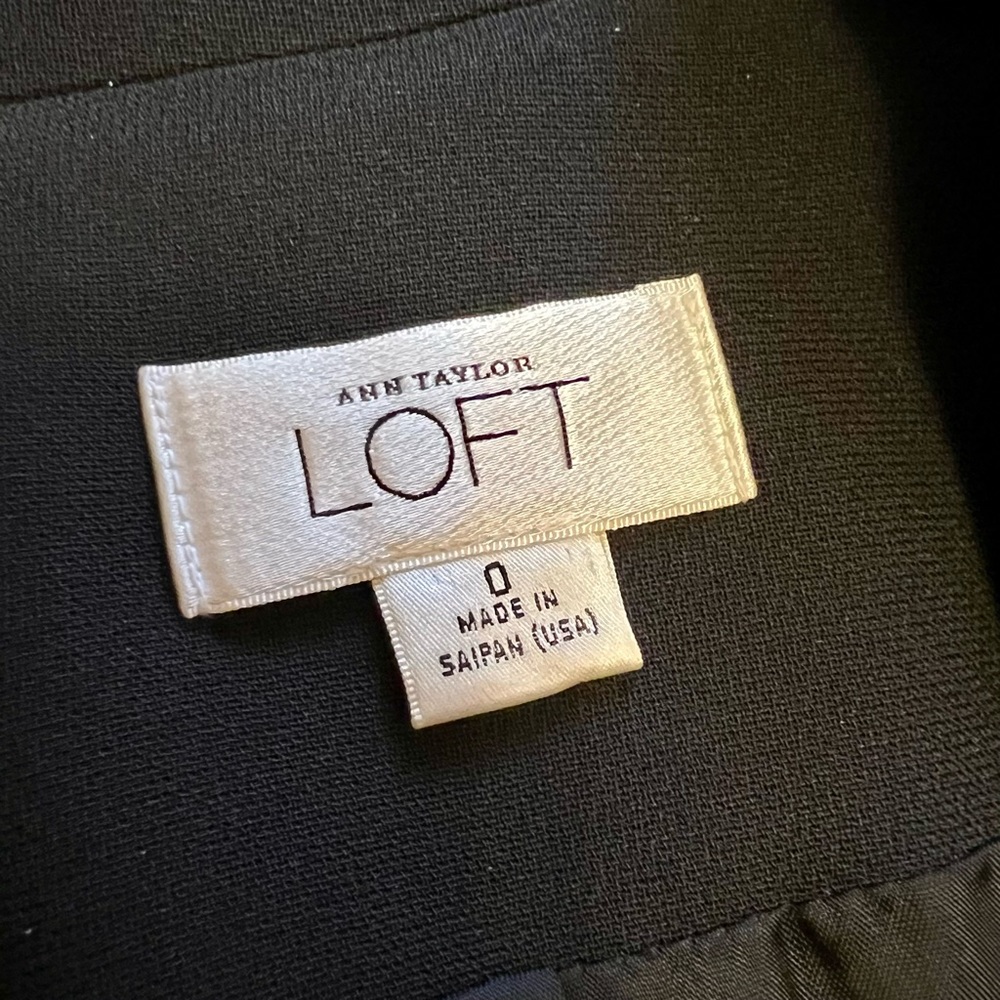 ANN TAYLOR
LOFT
0
MADE IN
SAIPAN (USA)